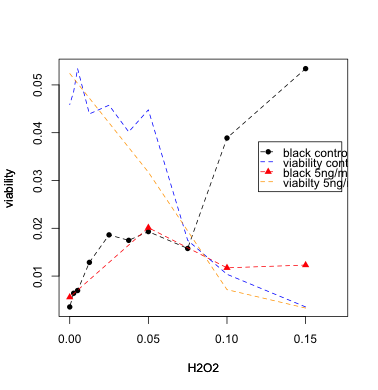 0.05
0.04
0.03
0.02
0.01
viability
black contro
viability cont
black 5ng/m
viabilty 5ng/
0.00
0.05
0.10
0.15
H2O2